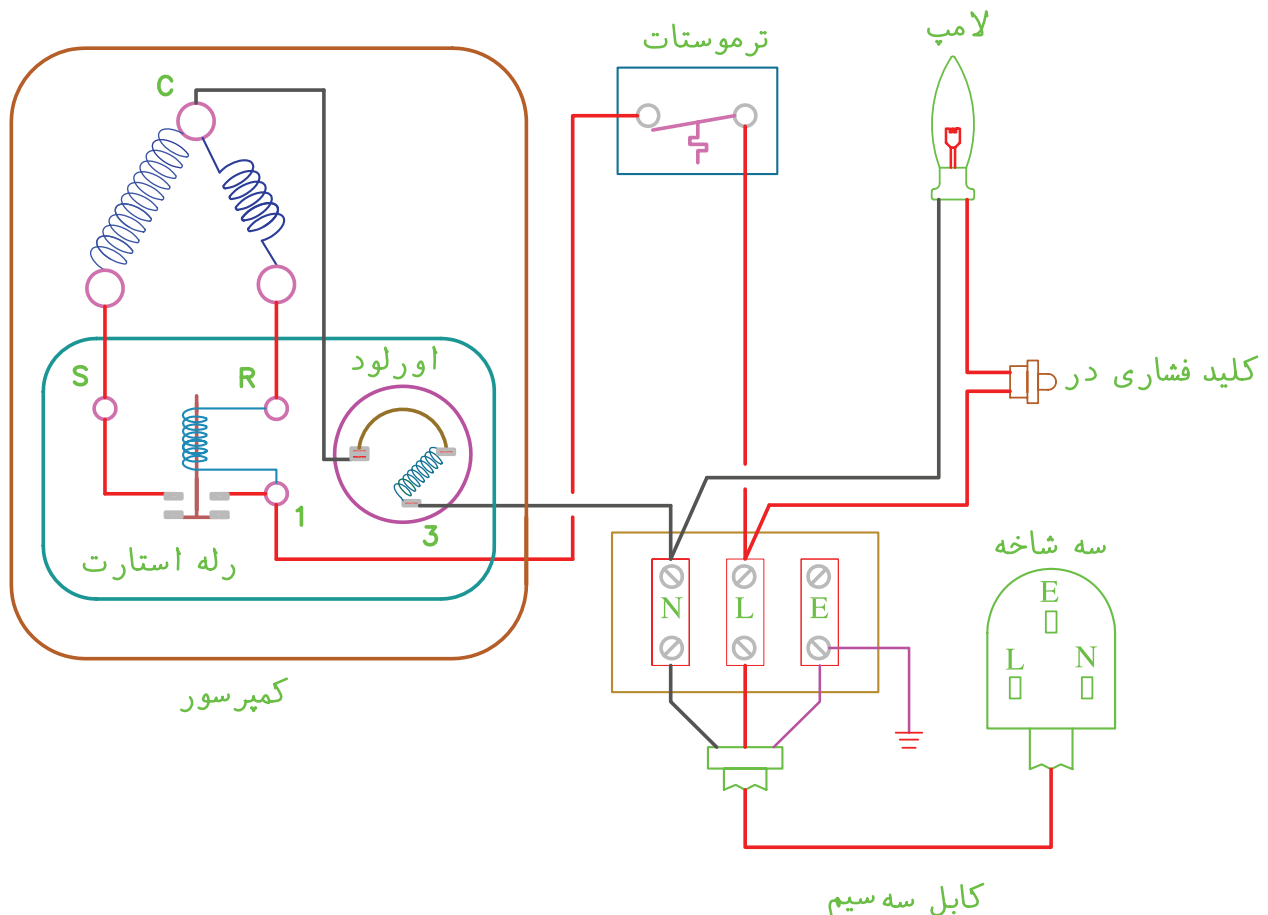 ترموستات
لامپ
C
اورلود
کلید فشاری در
S
R
1
3
رله استارت
سه شاخه
N
L
E
E
L
N
کمپرسور
کابل سه سیم